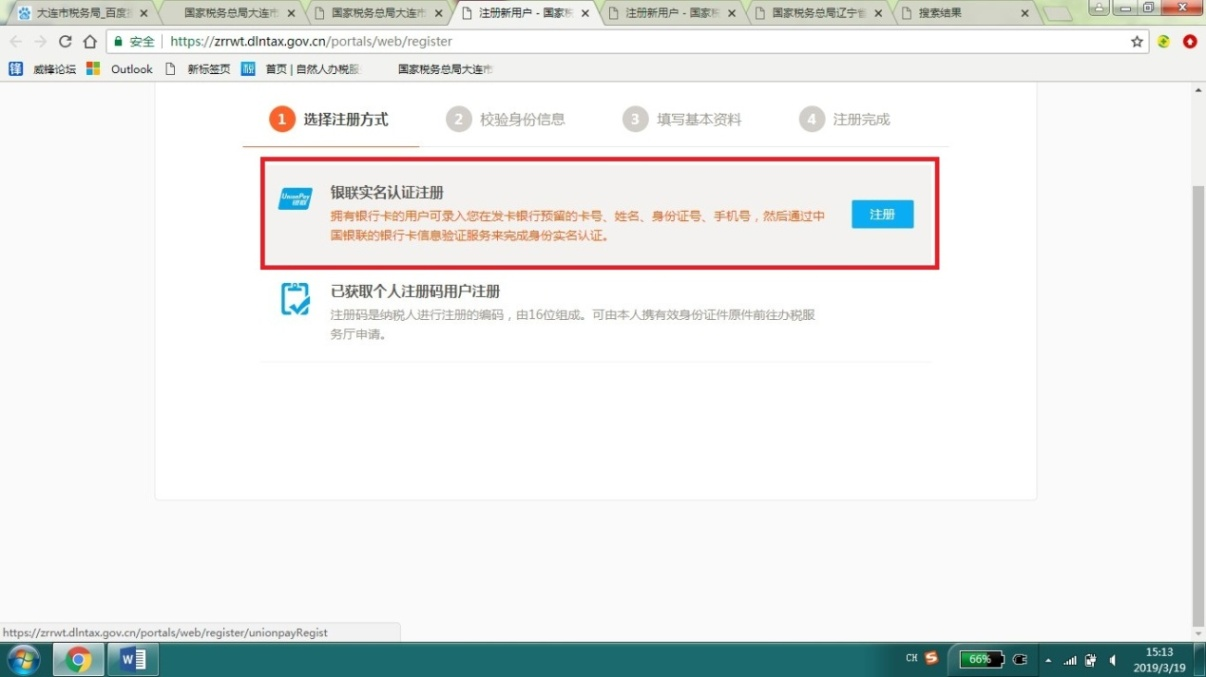 大连市税务局_百度
国家税务总局大连市
国家税务总局大连市
注册新用户 - 国家税
注册新用户 - 国家税
国家税务总局辽宁省
搜索结果
安全 | https://zrrwt.dlntax.gov.cn/portals/web/register
威锋论坛
Outlook
新标签页
首页 | 自然人办税服
国家税务总局大连市
1 选择注册方式
2 校验身份信息
3 填写基本资料
4 注册完成
UnionPay
银联
银联实名认证注册
拥有银行卡的用户可录入您在发卡银行预留的卡号、姓名、身份证号、手机号，然后通过中
国银联的银行卡信息验证服务来完成身份实名认证。
注册
已获取个人注册码用户注册
注册码是纳税人进行注册的编码，由16位组成。可由本人携有效身份证件原件前往办税服
务厅申请。
https://zrrwt.dlntax.gov.cn/portals/web/register/unionpayRegist
CH
66%
15:13
2019/3/19